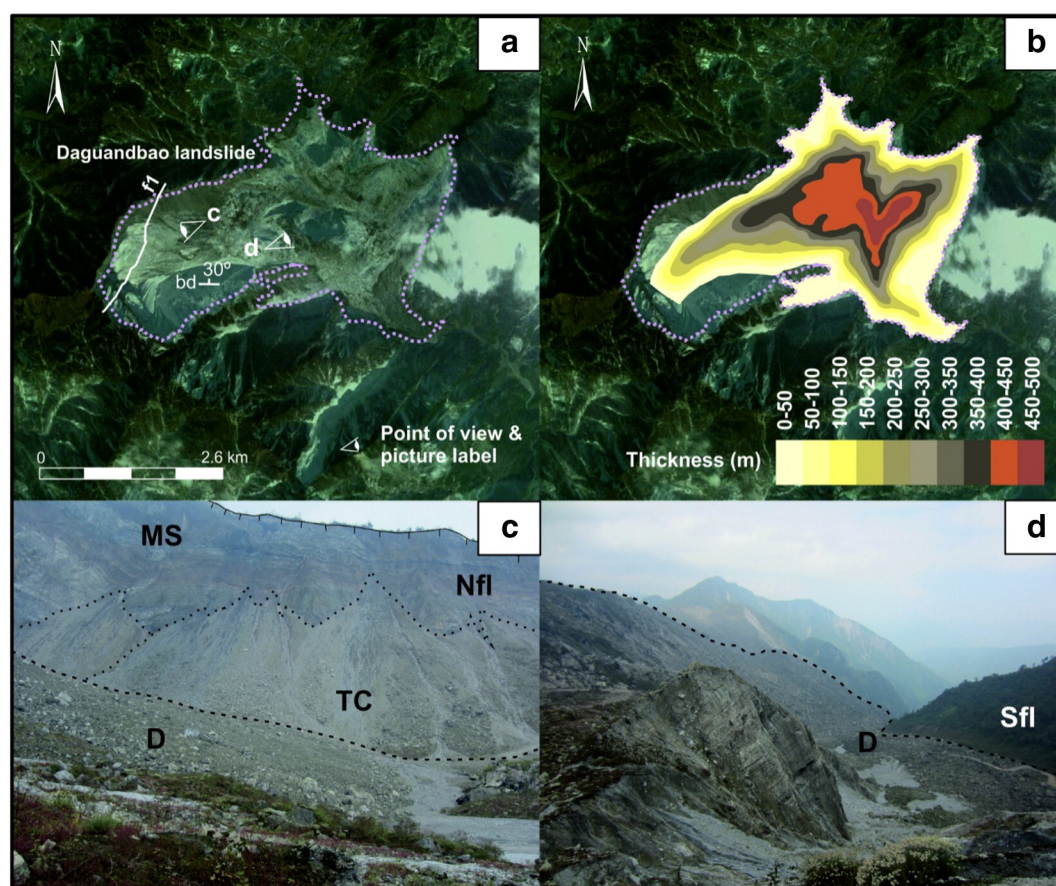 a
N
Daguandbao landslide
f1
c
d
30º
bd
Point of view &
picture label
0
2.6 km
b
N
0-50
50-100
100-150
150-200
200-250
250-300
300-350
350-400
400-450
450-500
Thickness (m)
c
MS
Nfl
TC
D
d
Sfl
D